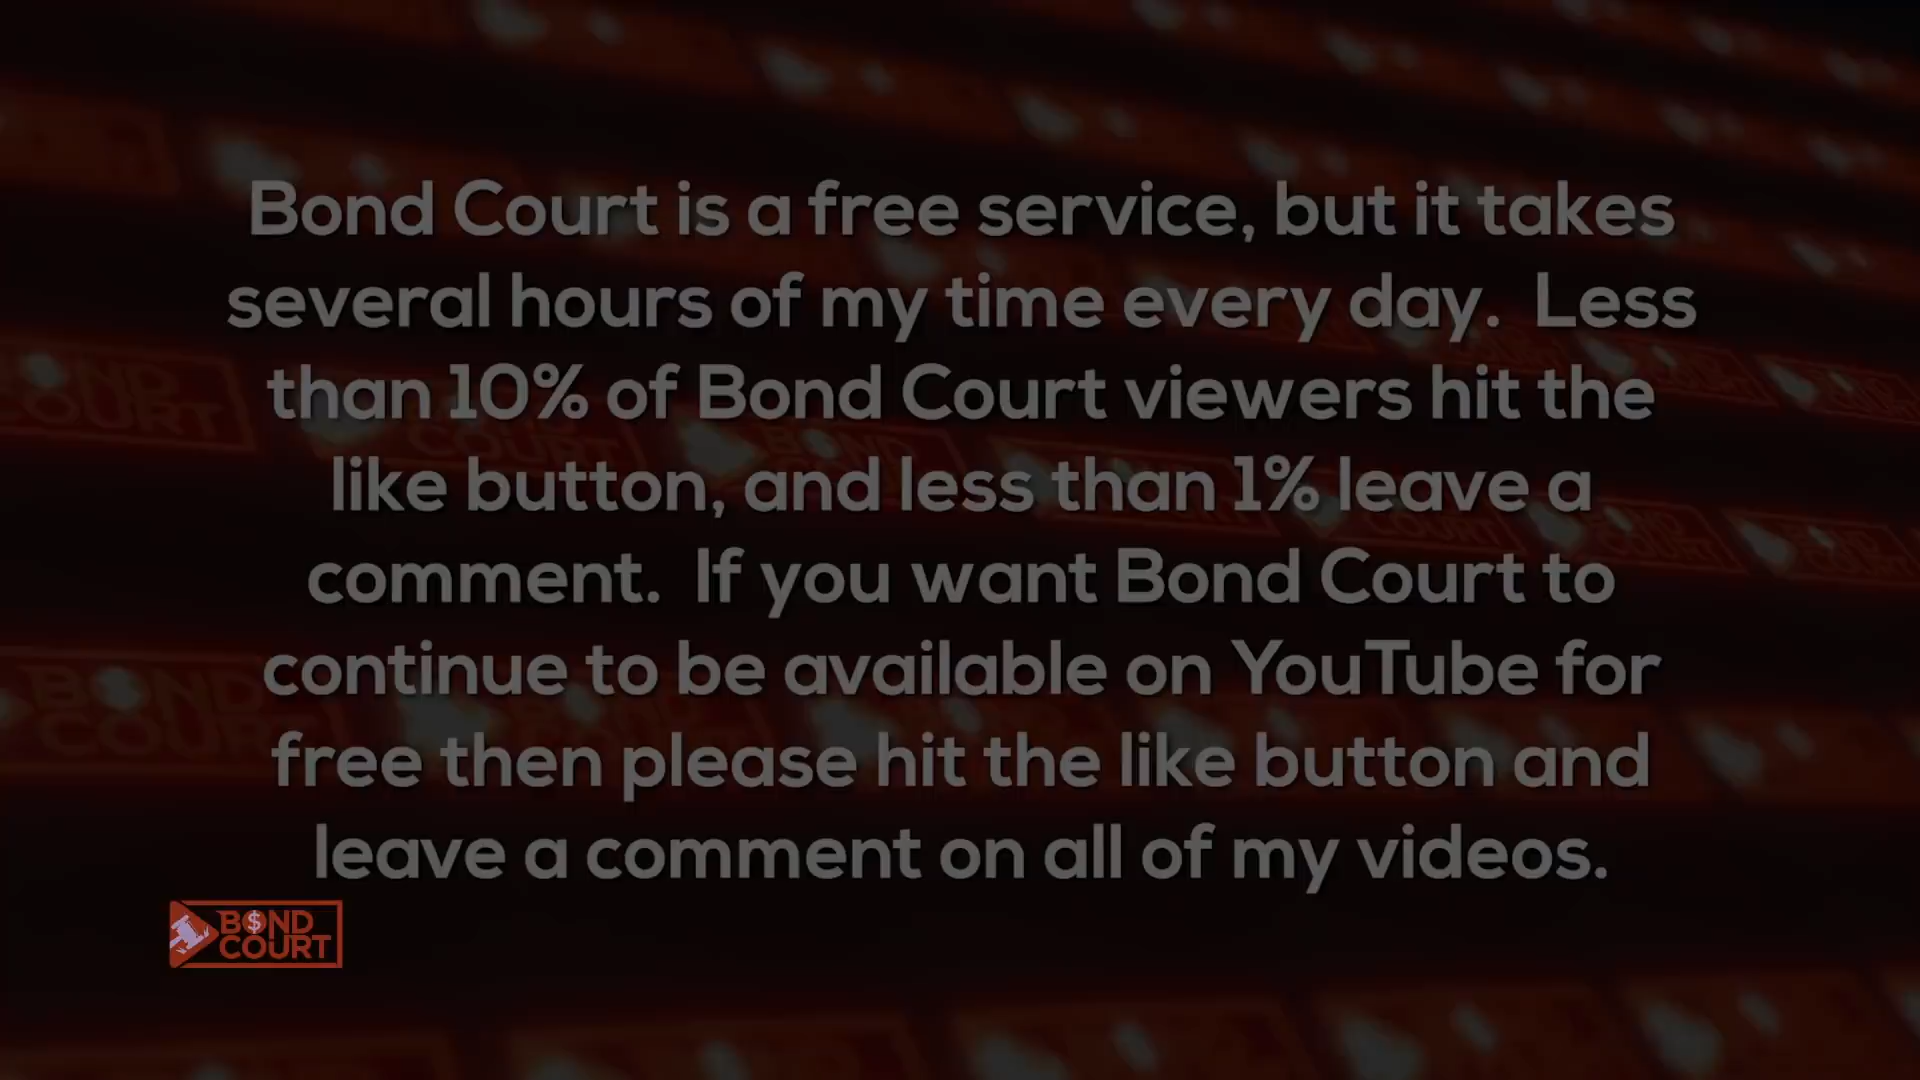 Bond Court is a free service, but it takes
several hours of my time every day.  Less
than 10% of Bond Court viewers hit the
like button, and less than 1% leave a
comment.  If you want Bond Court to
continue to be available on YouTube for
free then please hit the like button and
leave a comment on all of my videos.
B$ND
COURT